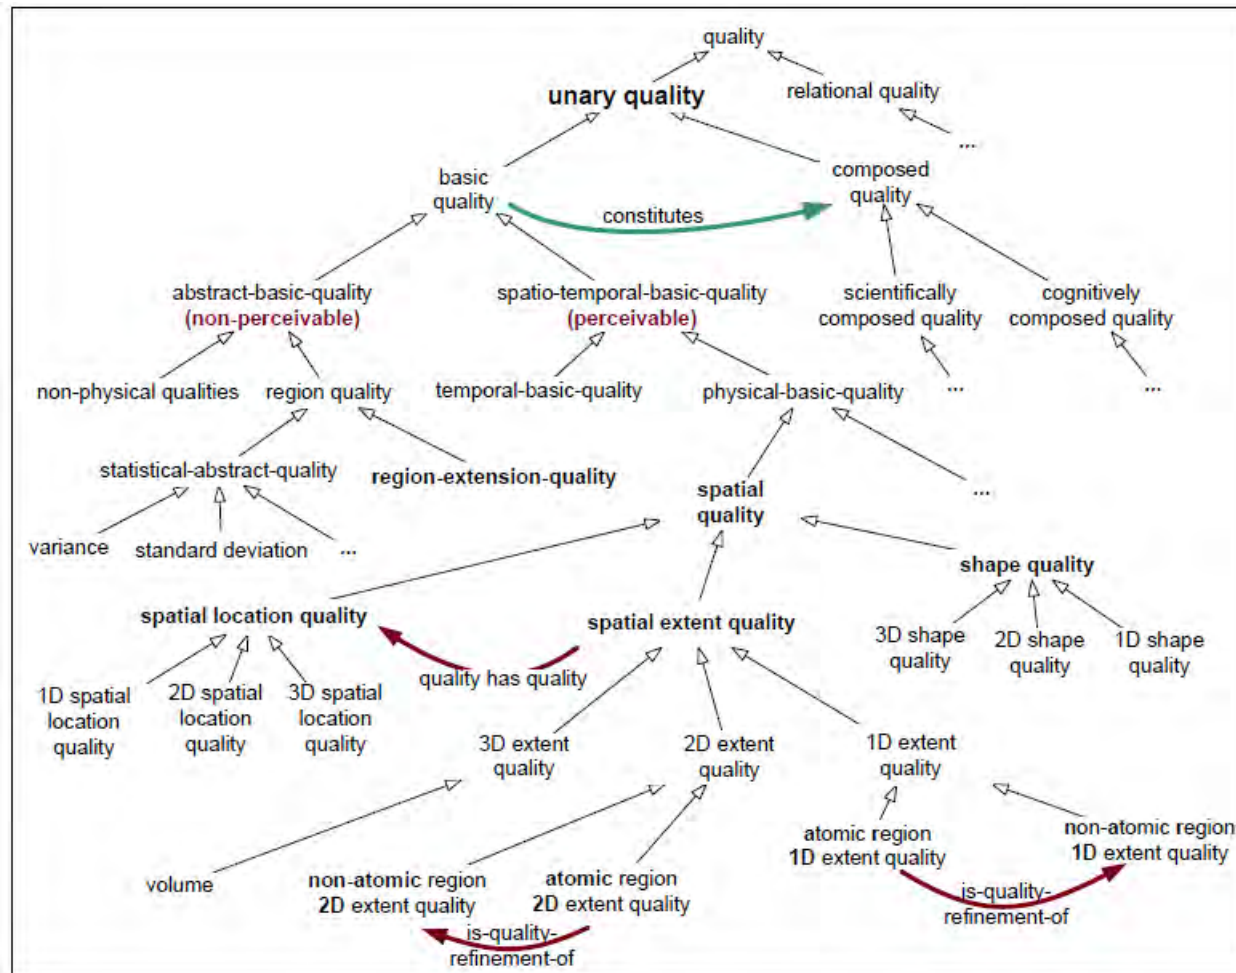 quality
unary quality
relational quality
...
basic
quality
composed
quality
constitutes
abstract-basic-quality
(non-perceivable)
spatio-temporal-basic-quality
(perceivable)
scientifically
composed quality
cognitively
composed quality
non-physical qualities
region quality
temporal-basic-quality
physical-basic-quality
...
...
statistical-abstract-quality
region-extension-quality
spatial
quality
...
variance
standard deviation
...
shape quality
spatial location quality
spatial extent quality
3D shape
quality
2D shape
quality
1D shape
quality
quality has quality
1D spatial
location
quality
2D spatial
location
quality
3D spatial
location
quality
3D extent
quality
2D extent
quality
1D extent
quality
atomic region
1D extent quality
non-atomic region
1D extent quality
volume
non-atomic region
2D extent quality
atomic region
2D extent quality
is-quality-
refinement-of
is-quality-
refinement-of